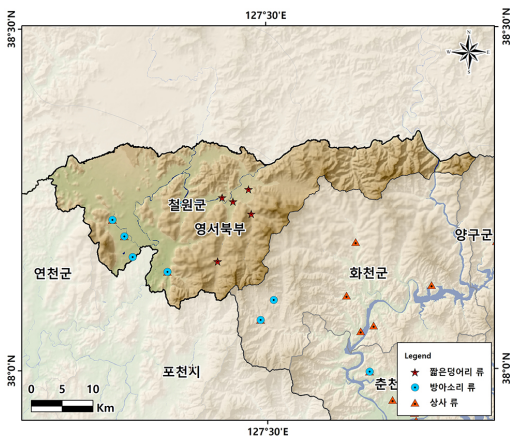 127°30'E
38°30'N
38°30'N
철원군
영서북부
양구군
연천군
화천군
포천시
38°0'N
38°0'N
춘천
Legend
짧은덩어리 류
방아소리 류
상사 류
0 5 10
Km
127°30'E